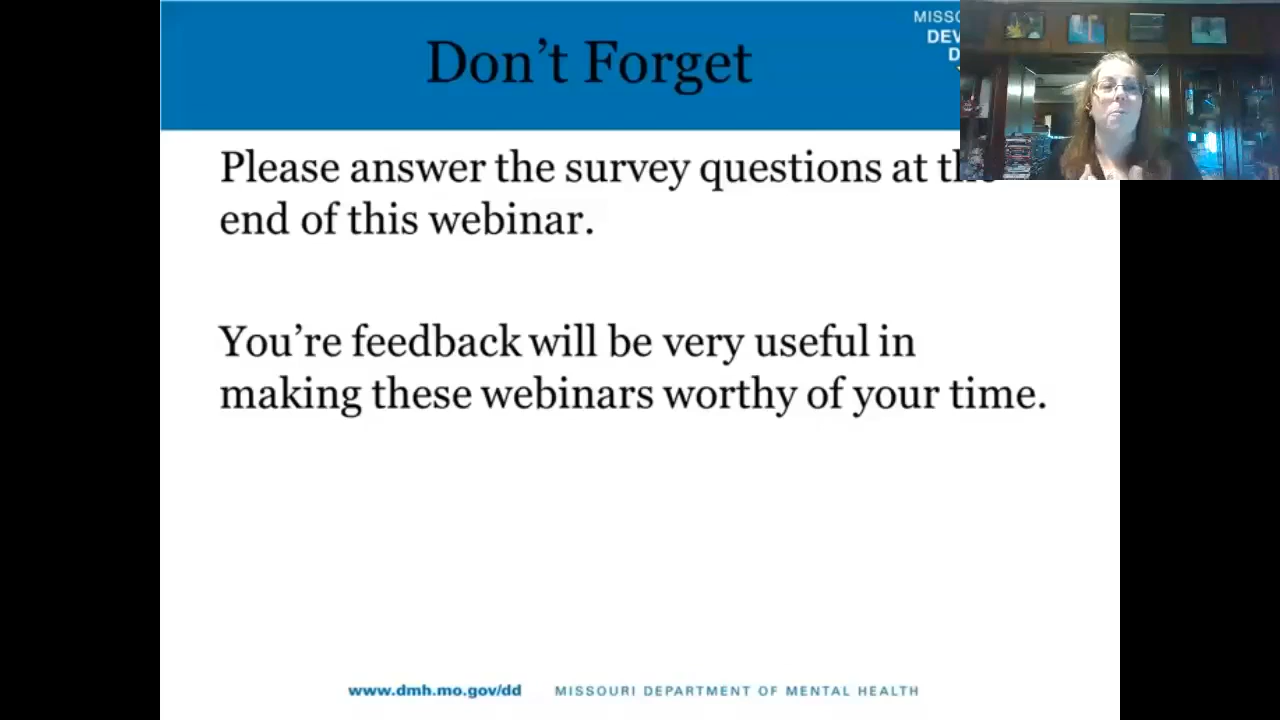 Don’t Forget
Please answer the survey questions at
end of this webinar.
You’re feedback will be very useful in
making these webinars worthy of your time.
www.dmh.mo.gov/dd MISSOURI DEPARTMENT OF MENTAL HEALTH